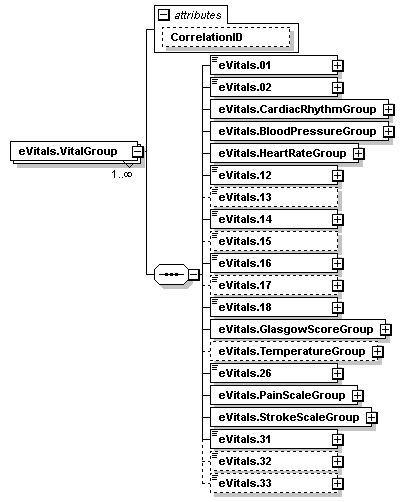 attributes
CorrelationID
eVitals.VitalGroup
1..∞
eVitals.01
eVitals.02
eVitals.CardiacRhythmGroup
eVitals.BloodPressureGroup
eVitals.HeartRateGroup
eVitals.12
eVitals.13
eVitals.14
eVitals.15
eVitals.16
eVitals.17
eVitals.18
eVitals.GlasgowScoreGroup
eVitals.TemperatureGroup
eVitals.26
eVitals.PainScaleGroup
eVitals.StrokeScaleGroup
eVitals.31
eVitals.32
eVitals.33